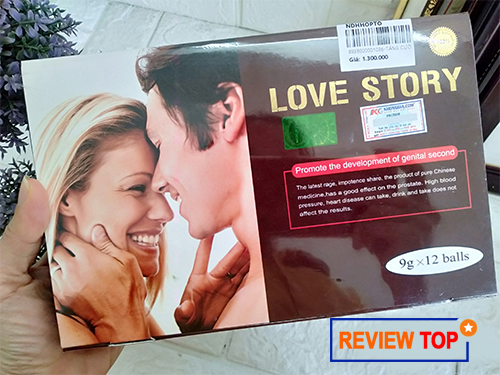 NDHHOPTO
Giá: 1.300.000
LOVE STORY
Promote the development of genital second
The latest rage, impotence share, the product of pure Chinese
medicine,has a good effect on the prostate. High blood
pressure, heart disease can take, drink, and take does not
affect the results.
9g×12 balls
REVIEW TOP